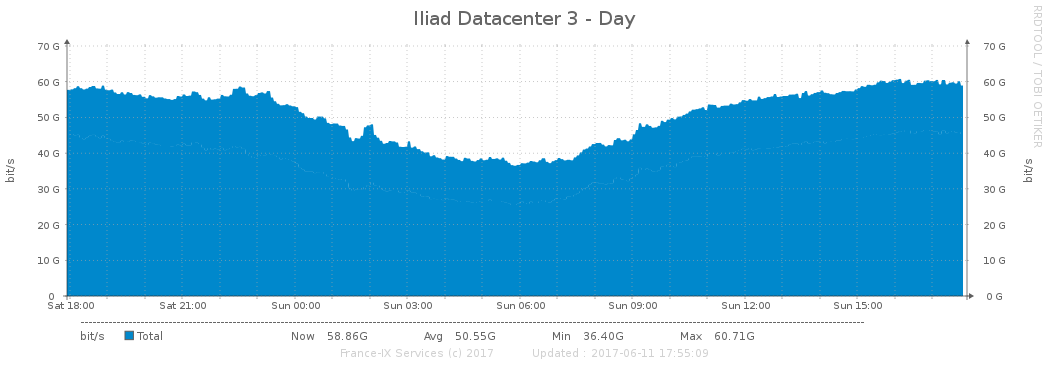 Iliad Datacenter 3 - Day
RRDTOOL / TOBI OETIKER
bit/s
70 G 70 G
60 G 60 G
50 G 50 G
40 G 40 G
30 G 30 G
20 G 20 G
10 G 10 G
0 0 G
bit/s
Sat 18:00 Sat 21:00 Sun 00:00 Sun 03:00 Sun 06:00 Sun 09:00 Sun 12:00 Sun 15:00
bit/s Total Now 58.86G Avg 50.55G Min 36.40G Max 60.71G
France-IX Services (c) 2017 Updated : 2017-06-11 17:55:09